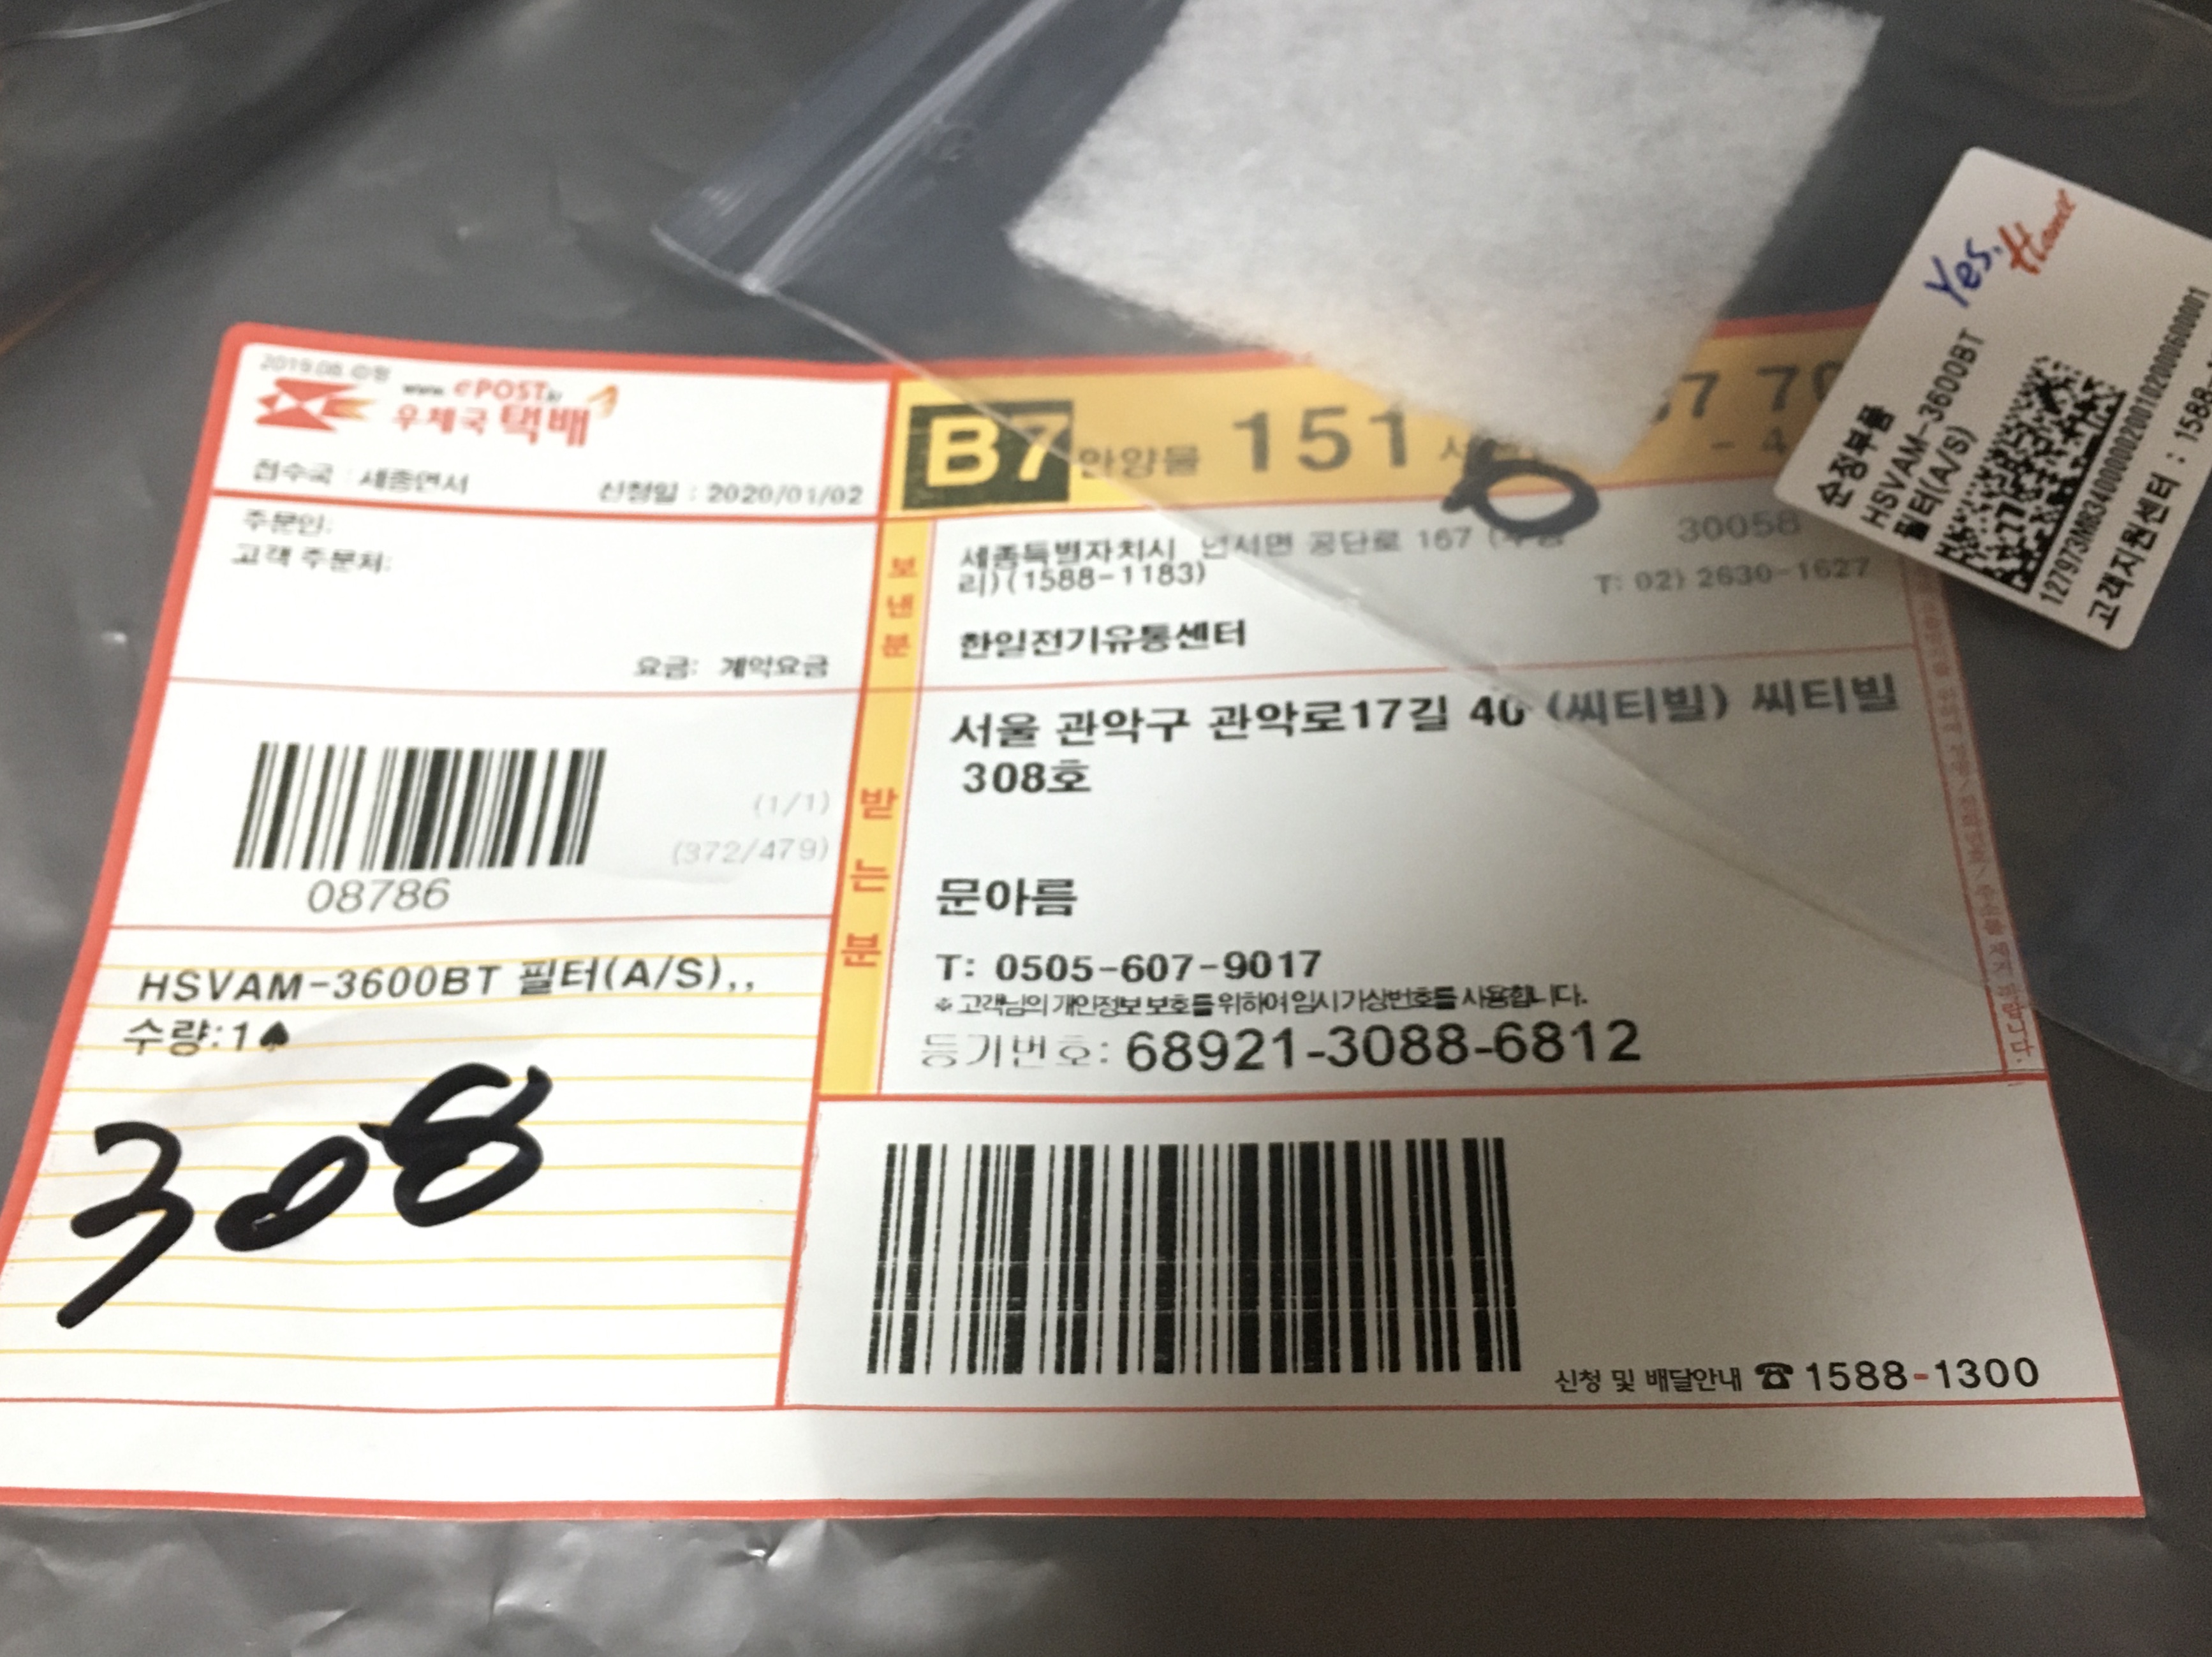 2019.08.
www. ePOST.kr
우체국 택배
접수국 : 세종연서
신청일 : 2020/01/02
B7 안양물 151
7 7
- 4
주문인:
고객 주문처:
요금: 계약요금
보낸분
세종특별자치시 연서면 공단로 167
리)(1588-1183)
30058
T: 02) 2630-1627
한일전기유통센터
받는분
서울 관악구 관악로17길 40 (씨티빌) 씨티빌
308호
문아름
T: 0505-607-9017
※ 고객님의 개인정보 보호를 위하여 임시 가상번호를 사용합니다.
등기번호: 68921-3088-6812
(1/1)
(372/479)
08786
HSVAM-3600BT 필터(A/S),,
수량:1♠
308
신청 및 배달안내 ☎ 1588-1300
Yes, Hanil
순정부품
HSVAM-3600BT
필터(A/S)
고객지원센터 : 1588-